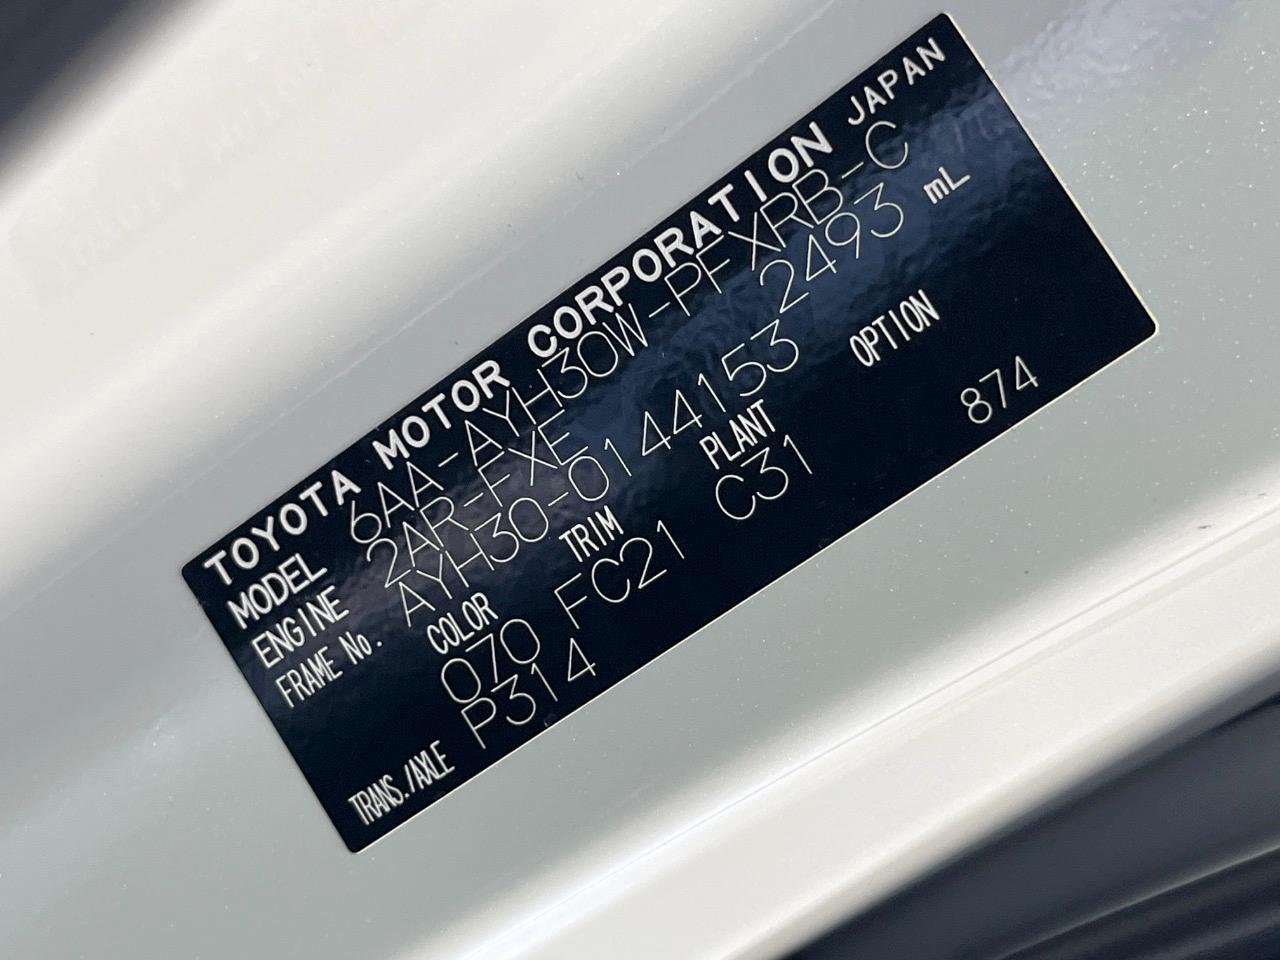 TOYOTA MOTOR CORPORATION JAPAN
MODEL 6AA-AYH30W-PFXRB-C
ENGINE 2AR-FXE 2493 mL
FRAME No. AYH30-0144153
COLOR TRIM PLANT OPTION
070 FC21 C31 874
TRANS./AXLE P314